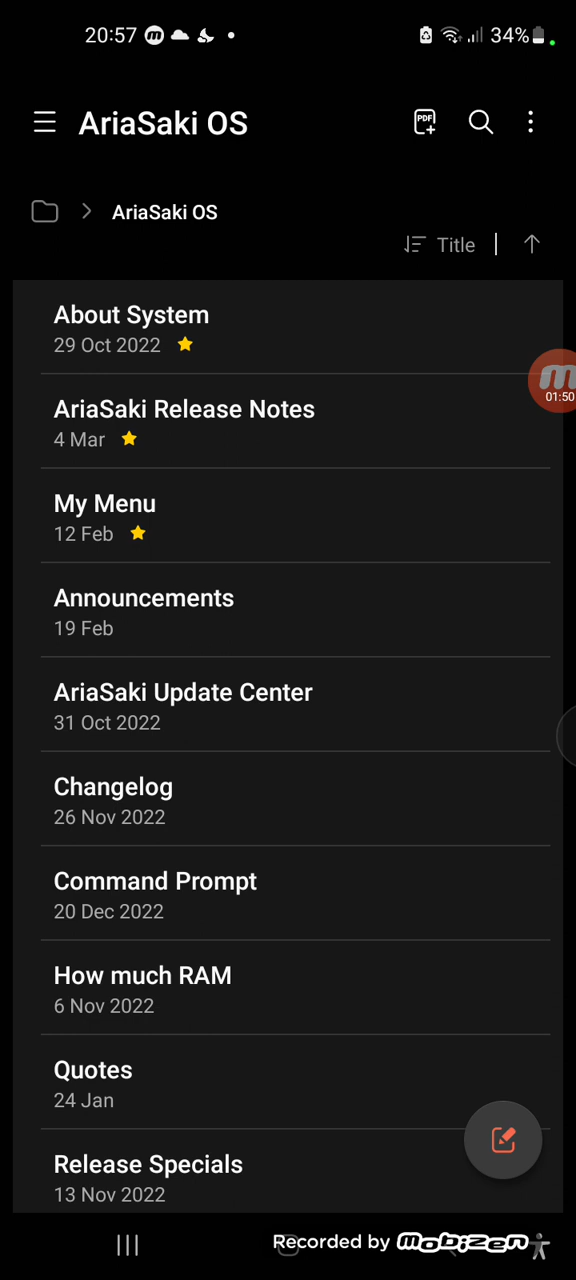 20:57
34%
AriaSaki OS
PDF
AriaSaki OS
Title
About System
29 Oct 2022
m
01:50
AriaSaki Release Notes
4 Mar
My Menu
12 Feb
Announcements
19 Feb
AriaSaki Update Center
31 Oct 2022
Changelog
26 Nov 2022
Command Prompt
20 Dec 2022
How much RAM
6 Nov 2022
Quotes
24 Jan
Release Specials
13 Nov 2022
Recorded by mobizen